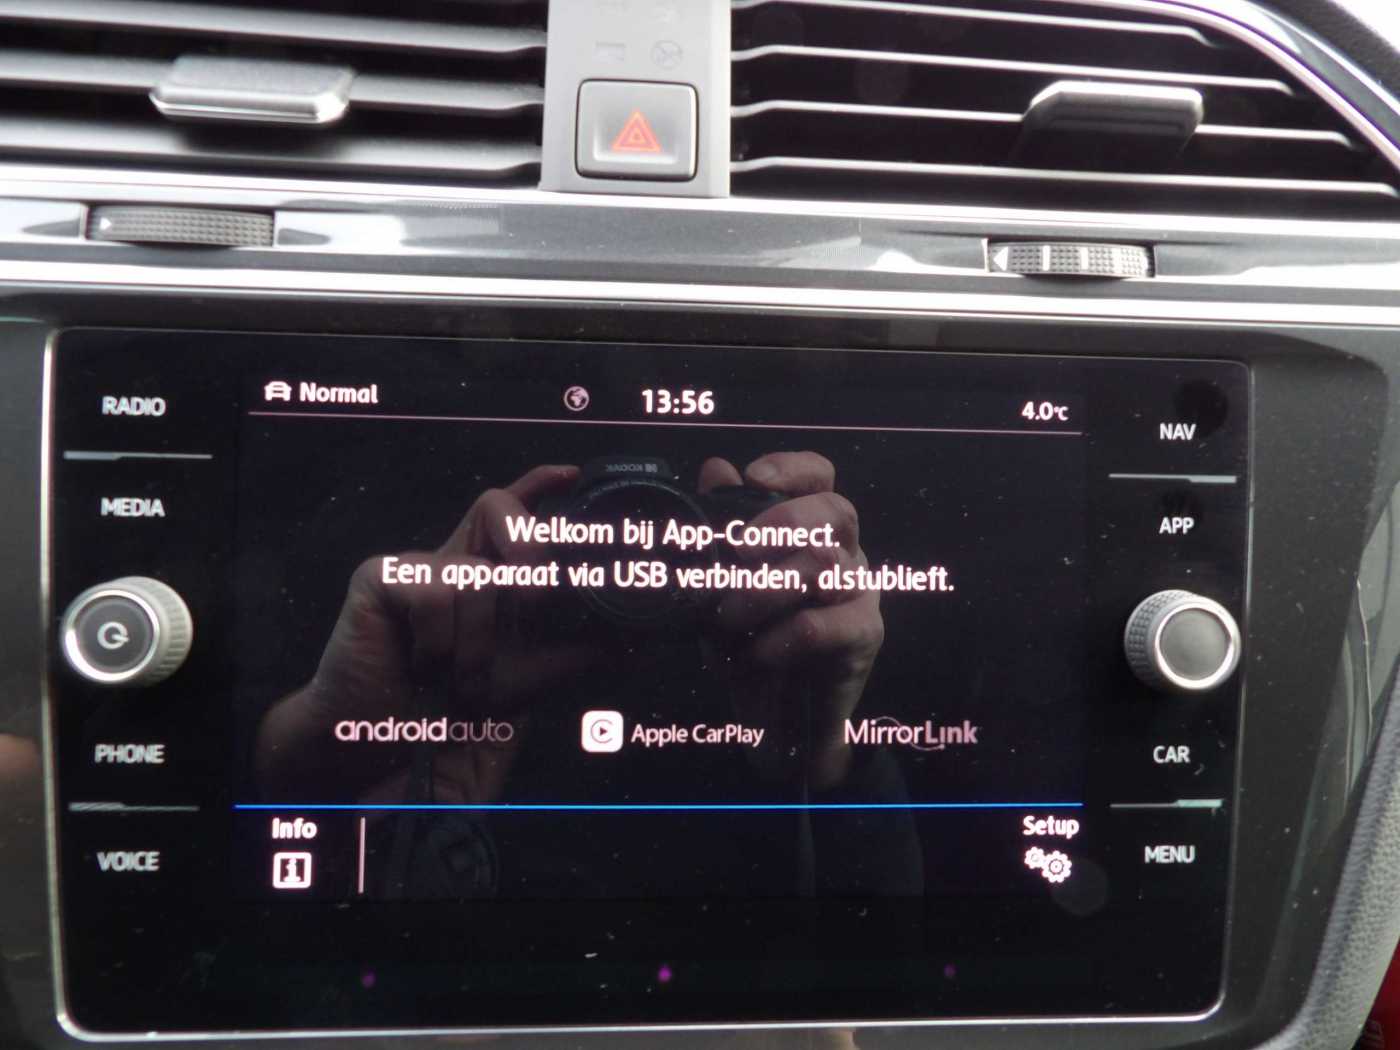 Normal
13:56
4.0°C
RADIO
MEDIA
PHONE
VOICE
Welkom bij App-Connect.
Een apparaat via USB verbinden, alstublieft.
androidauto
Apple CarPlay
MirrorLink
Info
Setup
NAV
APP
CAR
MENU
KODAK